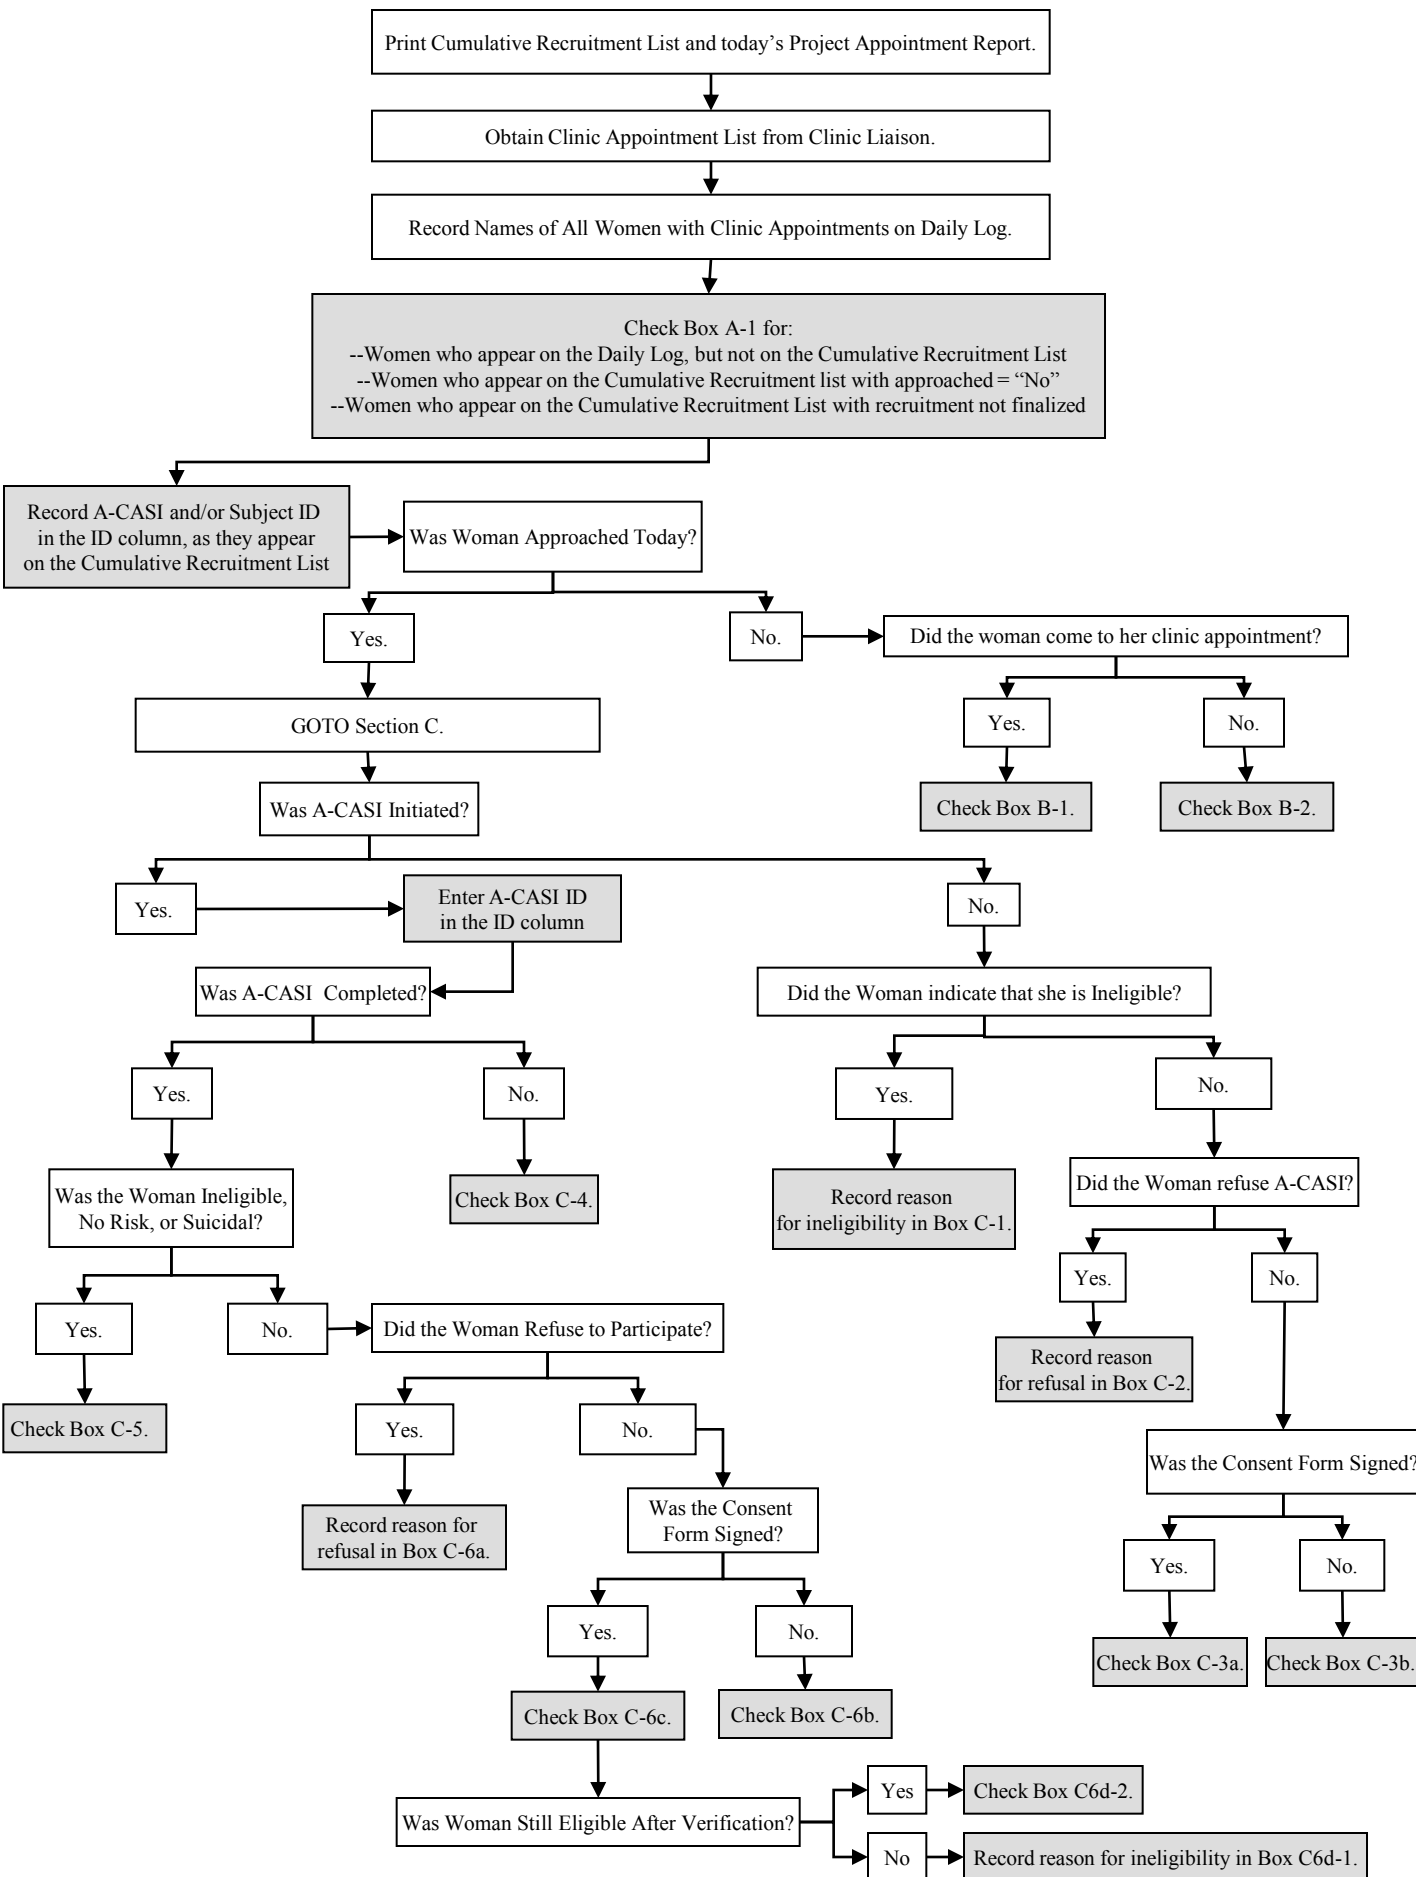 Print Cumulative Recruitment List and today's Project Appointment Report.
Obtain Clinic Appointment List from Clinic Liaison.
Record Names of All Women with Clinic Appointments on Daily Log.
Check Box A-1 for:
--Women who appear on the Daily Log, but not on the Cumulative Recruitment List
--Women who appear on the Cumulative Recruitment list with approached = “No”
--Women who appear on the Cumulative Recruitment List with recruitment not finalized
Record A-CASI and/or Subject ID
in the ID column, as they appear
on the Cumulative Recruitment List
Was Woman Approached Today?
Yes.
No.
Did the woman come to her clinic appointment?
GOTO Section C.
Yes.
No.
Was A-CASI Initiated?
Check Box B-1.
Check Box B-2.
Yes.
Enter A-CASI ID
in the ID column
No.
Was A-CASI Completed?
Did the Woman indicate that she is Ineligible?
Yes.
No.
Yes.
No.
Was the Woman Ineligible,
No Risk, or Suicidal?
Check Box C-4.
Record reason
for ineligibility in Box C-1.
Did the Woman refuse A-CASI?
Yes.
No.
Yes.
No.
Did the Woman Refuse to Participate?
Record reason
for refusal in Box C-2.
Check Box C-5.
Yes.
No.
Was the Consent Form Signed?
Record reason for
refusal in Box C-6a.
Was the Consent
Form Signed?
Yes.
No.
Yes.
No.
Check Box C-3a.
Check Box C-3b.
Check Box C-6c.
Check Box C-6b.
Was Woman Still Eligible After Verification?
Yes
Check Box C6d-2.
No
Record reason for ineligibility in Box C6d-1.